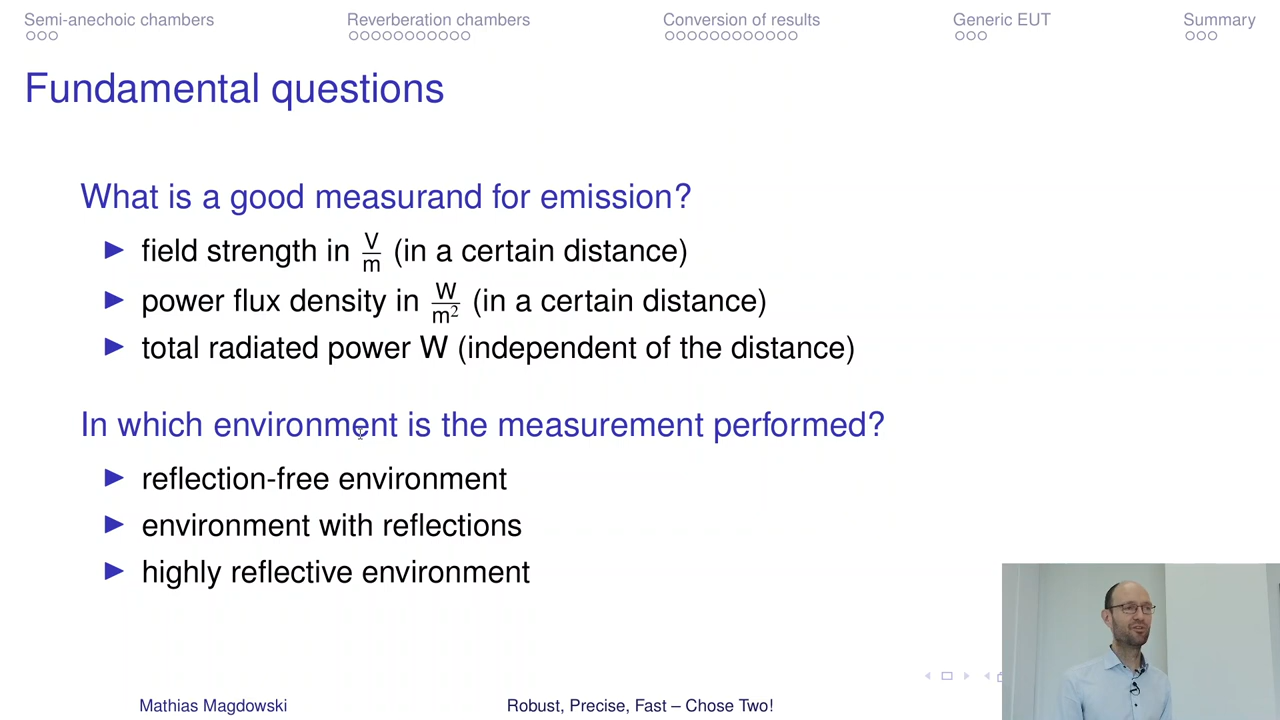 Semi-anechoic chambers Reverberation chambers Conversion of results Generic EUT Summary
Fundamental questions
What is a good measurand for emission?
field strength in V/m (in a certain distance)
power flux density in W/m² (in a certain distance)
total radiated power W (independent of the distance)
In which environment is the measurement performed?
reflection-free environment
environment with reflections
highly reflective environment
Mathias Magdowski Robust, Precise, Fast – Chose Two!